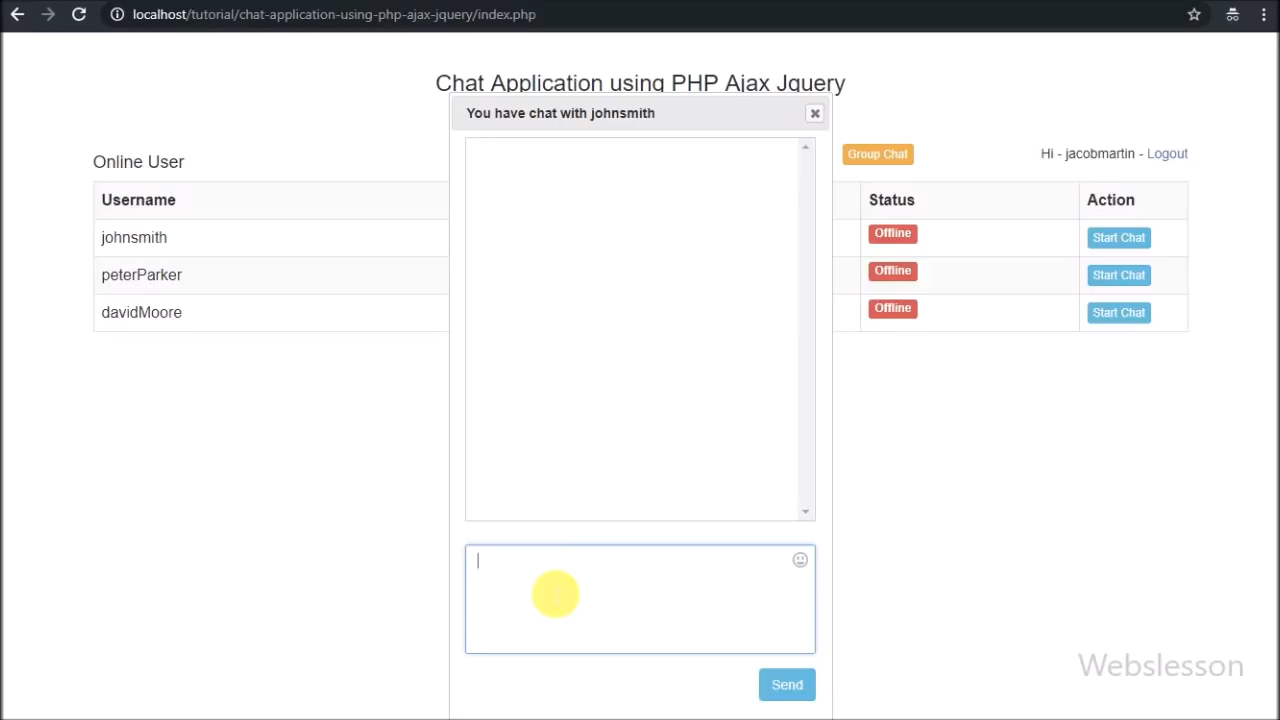 localhost/tutorial/chat-application-using-php-ajax-jquery/index.php
Chat Application using PHP Ajax Jquery
You have chat with johnsmith
Online User
Group Chat
Hi - jacobmartin - Logout
Username Status Action
johnsmith Offline Start Chat
peterParker Offline Start Chat
davidMoore Offline Start Chat
Send
Webslesson